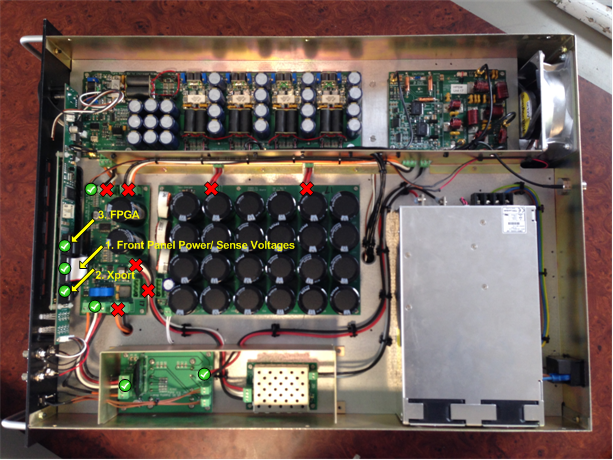 3. FPGA
1. Front Panel Power/ Sense Voltages
2. Xport